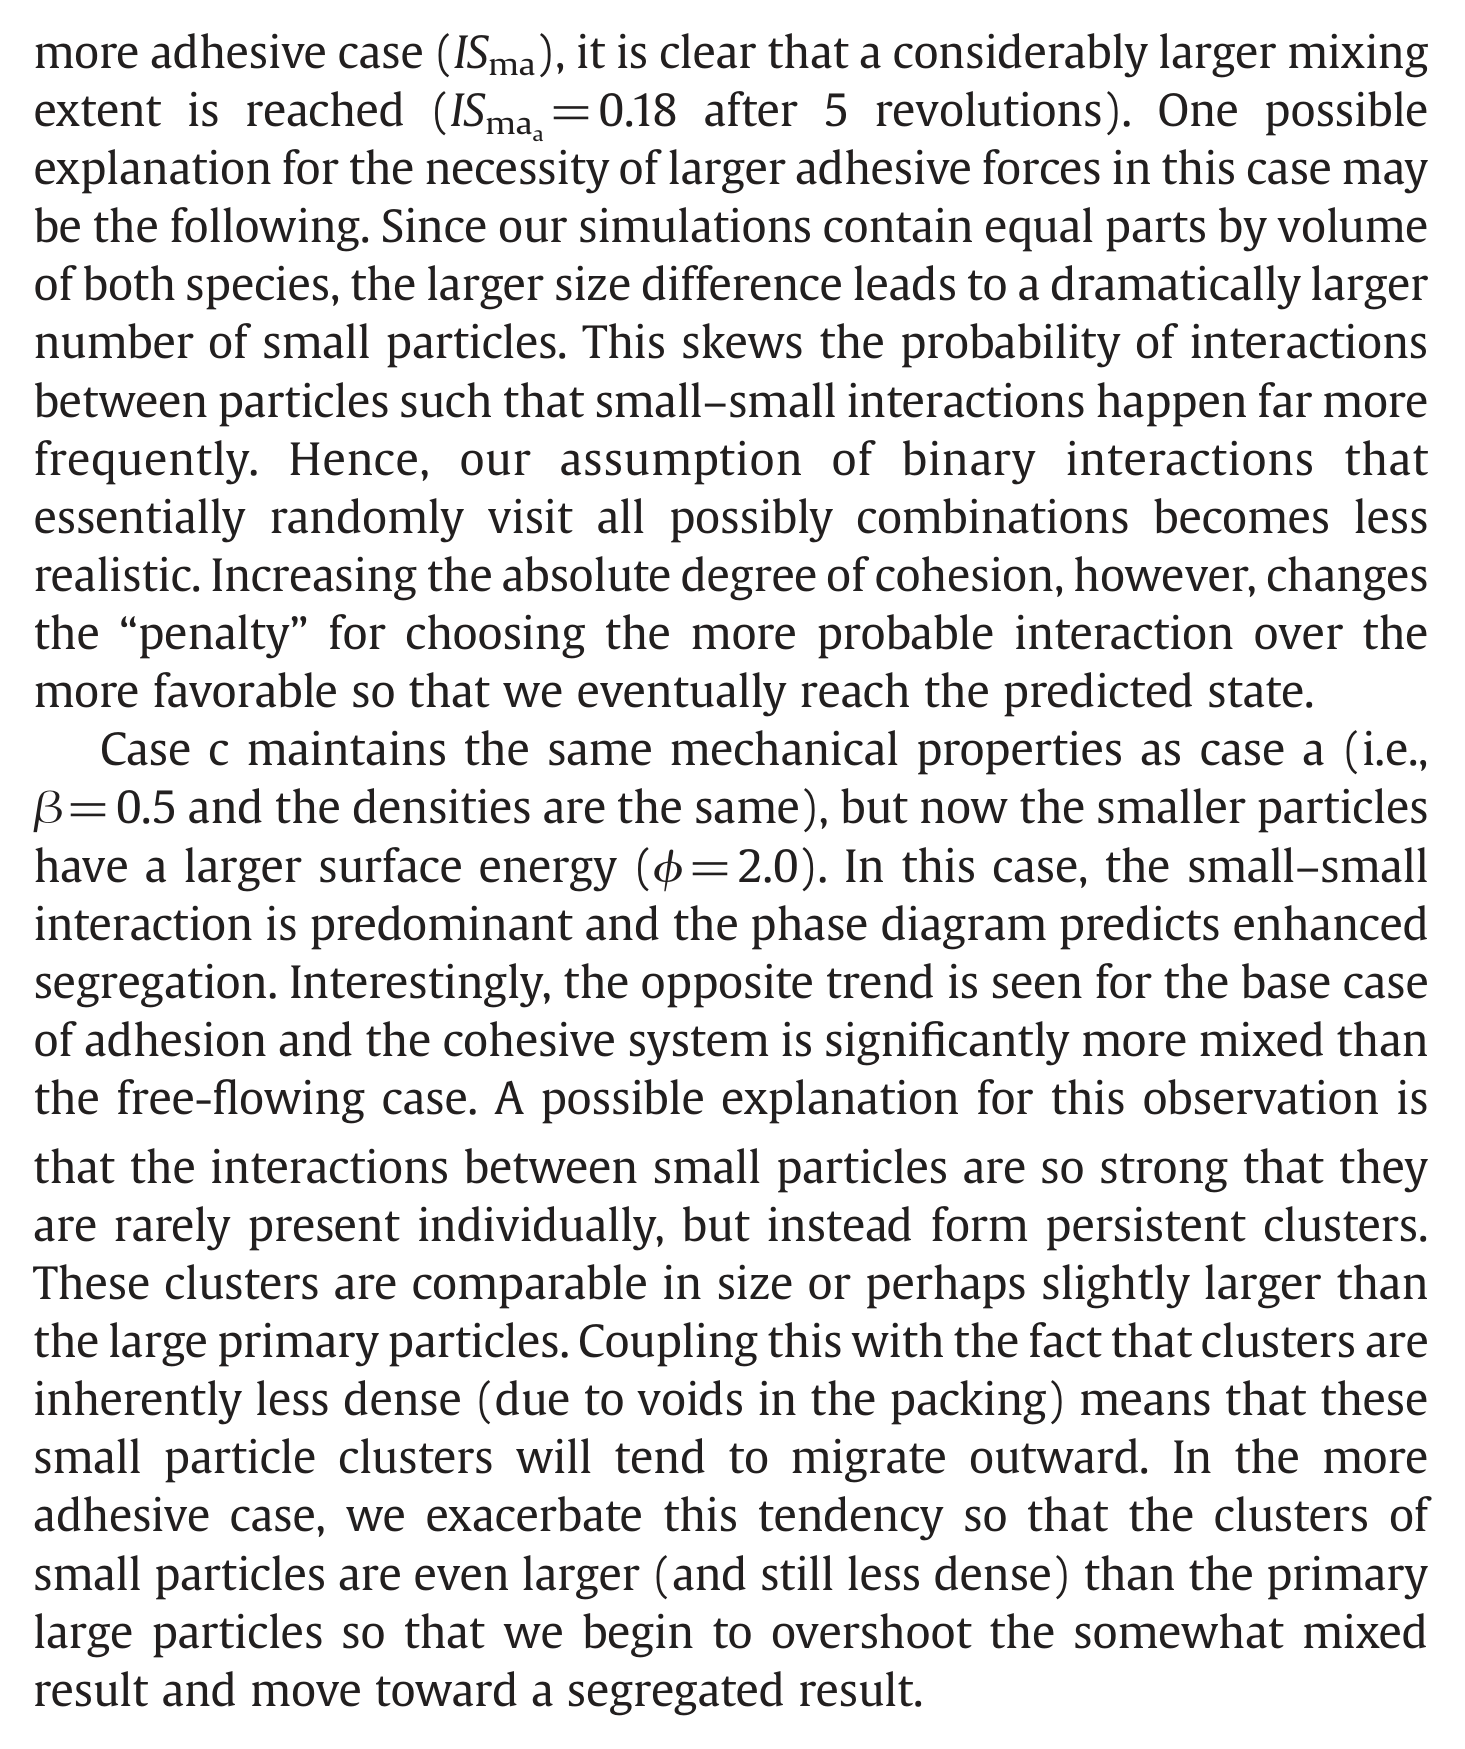 more adhesive case (ISma), it is clear that a considerably larger mixing
extent is reached (ISmaa = 0.18 after 5 revolutions). One possible
explanation for the necessity of larger adhesive forces in this case may
be the following. Since our simulations contain equal parts by volume
of both species, the larger size difference leads to a dramatically larger
number of small particles. This skews the probability of interactions
between particles such that small–small interactions happen far more
frequently. Hence, our assumption of binary interactions that
essentially randomly visit all possibly combinations becomes less
realistic. Increasing the absolute degree of cohesion, however, changes
the “penalty” for choosing the more probable interaction over the
more favorable so that we eventually reach the predicted state.
Case c maintains the same mechanical properties as case a (i.e.,
β = 0.5 and the densities are the same), but now the smaller particles
have a larger surface energy (ϕ = 2.0). In this case, the small–small
interaction is predominant and the phase diagram predicts enhanced
segregation. Interestingly, the opposite trend is seen for the base case
of adhesion and the cohesive system is significantly more mixed than
the free-flowing case. A possible explanation for this observation is
that the interactions between small particles are so strong that they
are rarely present individually, but instead form persistent clusters.
These clusters are comparable in size or perhaps slightly larger than
the large primary particles. Coupling this with the fact that clusters are
inherently less dense (due to voids in the packing) means that these
small particle clusters will tend to migrate outward. In the more
adhesive case, we exacerbate this tendency so that the clusters of
small particles are even larger (and still less dense) than the primary
large particles so that we begin to overshoot the somewhat mixed
result and move toward a segregated result.